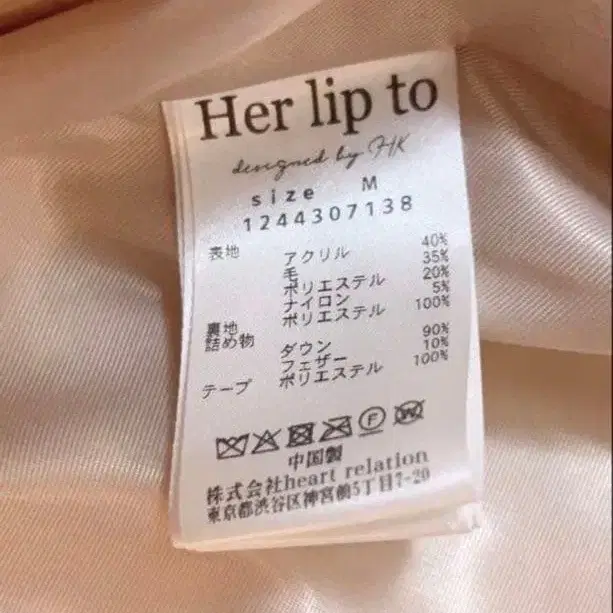 Her lip to
designed by HK
size M
1244307138
表地 アクリル 40%
毛 35%
ポリエステル 20%
ナイロン 5%
裏地 ポリエステル 100%
詰め物 ダウン 90%
フェザー 10%
テープ ポリエステル 100%
F W
中国製
株式会社heart relation
東京都渋谷区神宮前5丁目7-20